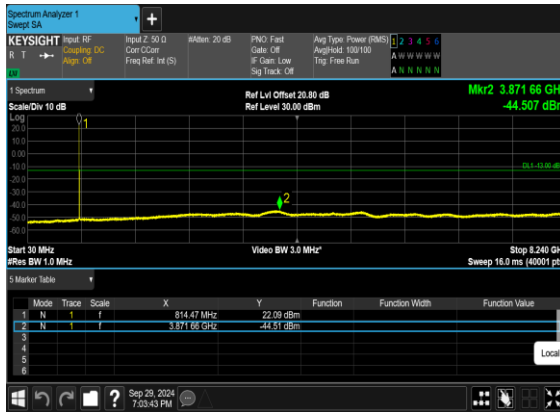 Spectrum Analyzer 1
Swept SA
+
KEYSIGHT
R T
LXI
Input: RF
Coupling: DC
Align: Off
Input Z: 50 Ω
Corr CCorr
Freq Ref: Int (S)
#Atten: 20 dB
PNO: Fast
Gate: Off
IF Gain: Low
Sig Track: Off
Avg Type: Power (RMS)
Avg|Hold: 100/100
Trig: Free Run
1 2 3 4 5 6
A W W W W W
A N N N N N
1 Spectrum
Scale/Div 10 dB
Ref Lvl Offset 20.80 dB
Ref Level 30.00 dBm
Mkr2 3.871 66 GH
-44.507 dB
Log
20.0
10.0
0.00
-10.0
-20.0
-30.0
-40.0
-50.0
-60.0
1
2
DL1 -13.00 dB
Start 30 MHz
#Res BW 1.0 MHz
Video BW 3.0 MHz*
Stop 8.240 GH
Sweep 16.0 ms (40001 pt
5 Marker Table
Mode Trace Scale X Y Function Function Width Function Value
1 N 1 f 814.47 MHz 22.09 dBm
2 N 1 f 3.871 66 GHz -44.51 dBm
3
4
5
6
Local
?
Sep 29, 2024
7:03:43 PM